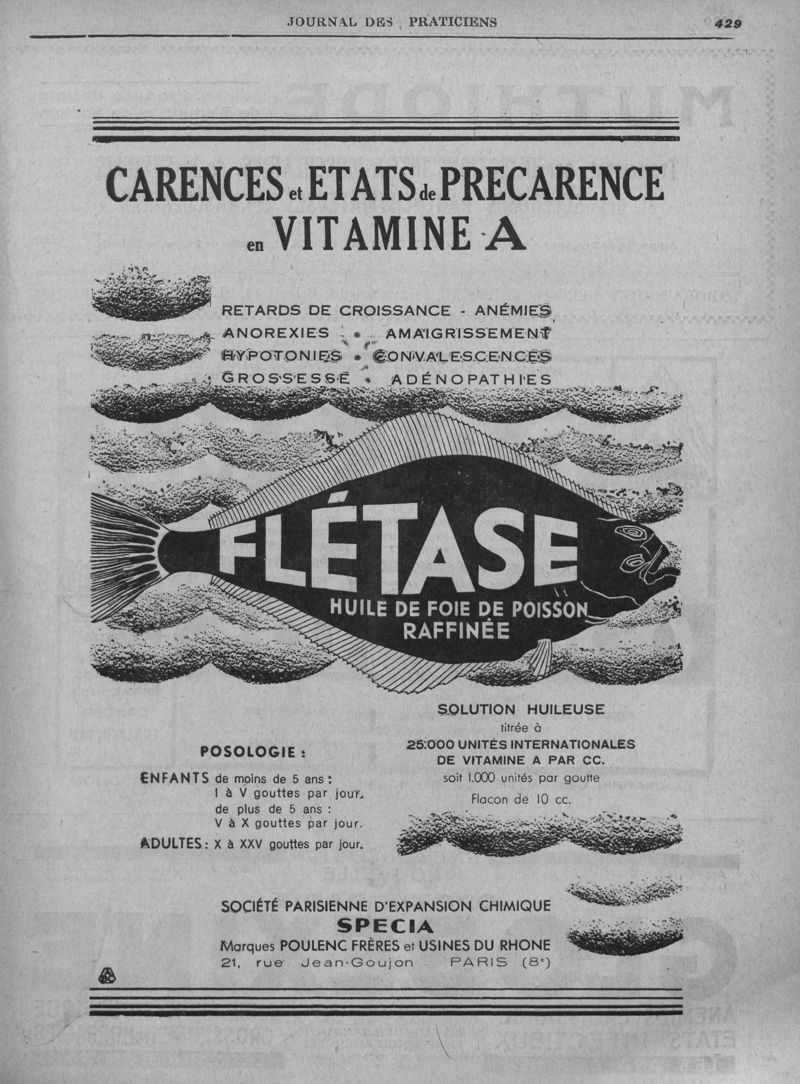 JOURNAL DES PRATICIENS
429
CARENCES et ETATS de PRECARENCE
en VITAMINE A
RETARDS DE CROISSANCE - ANÉMIES
ANOREXIES • AMAIGRISSEMENT
HYPOTONIES • CONVALESCENCES
GROSSESSE • ADÉNOPATHIES
FLÉTASE
HUILE DE FOIE DE POISSON
RAFFINÉE
SOLUTION HUILEUSE
titrée à
25.000 UNITÉS INTERNATIONALES
DE VITAMINE A PAR CC.
soit 1.000 unités par goutte
Flacon de 10 cc.
POSOLOGIE :
ENFANTS de moins de 5 ans :
I à V gouttes par jour.
de plus de 5 ans :
V à X gouttes par jour.
ADULTES : X à XXV gouttes par jour.
SOCIÉTÉ PARISIENNE D'EXPANSION CHIMIQUE
SPECIA
Marques POULENC FRÈRES et USINES DU RHONE
21, rue Jean-Goujon PARIS (8e)